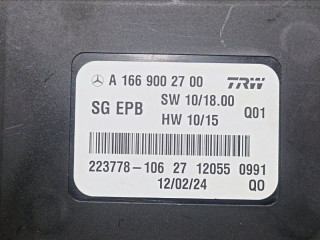 A 166 900 27 00 TRW
SG EPB SW 10/18.00 Q01
HW 10/15
223778-106 27 12055 0991
12/02/24 QO